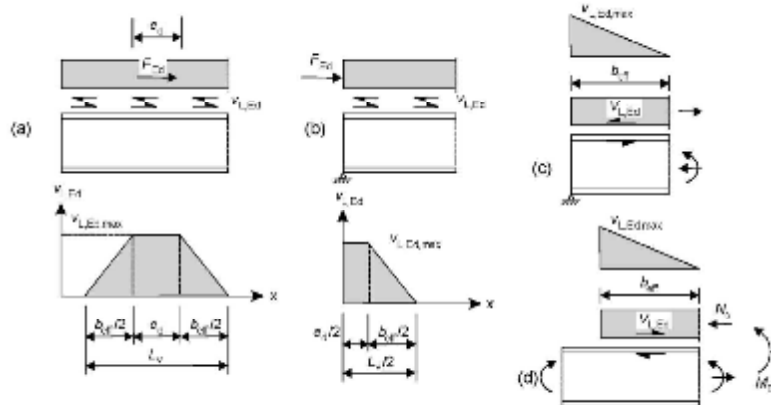 e_d
F_Ed
v_L,Ed
(a)
v_L,Ed
v_L,Ed,max
x
b_eff/2 e_d b_eff/2
L_v
F_Ed
v_L,Ed
(b)
v_L,Ed
v_L,Ed,max
x
e_d/2 b_eff/2
L_v/2
v_L,Ed,max
b_eff
V_L,Ed
(c)
v_L,Ed,max
b_eff
V_L,Ed
(d)